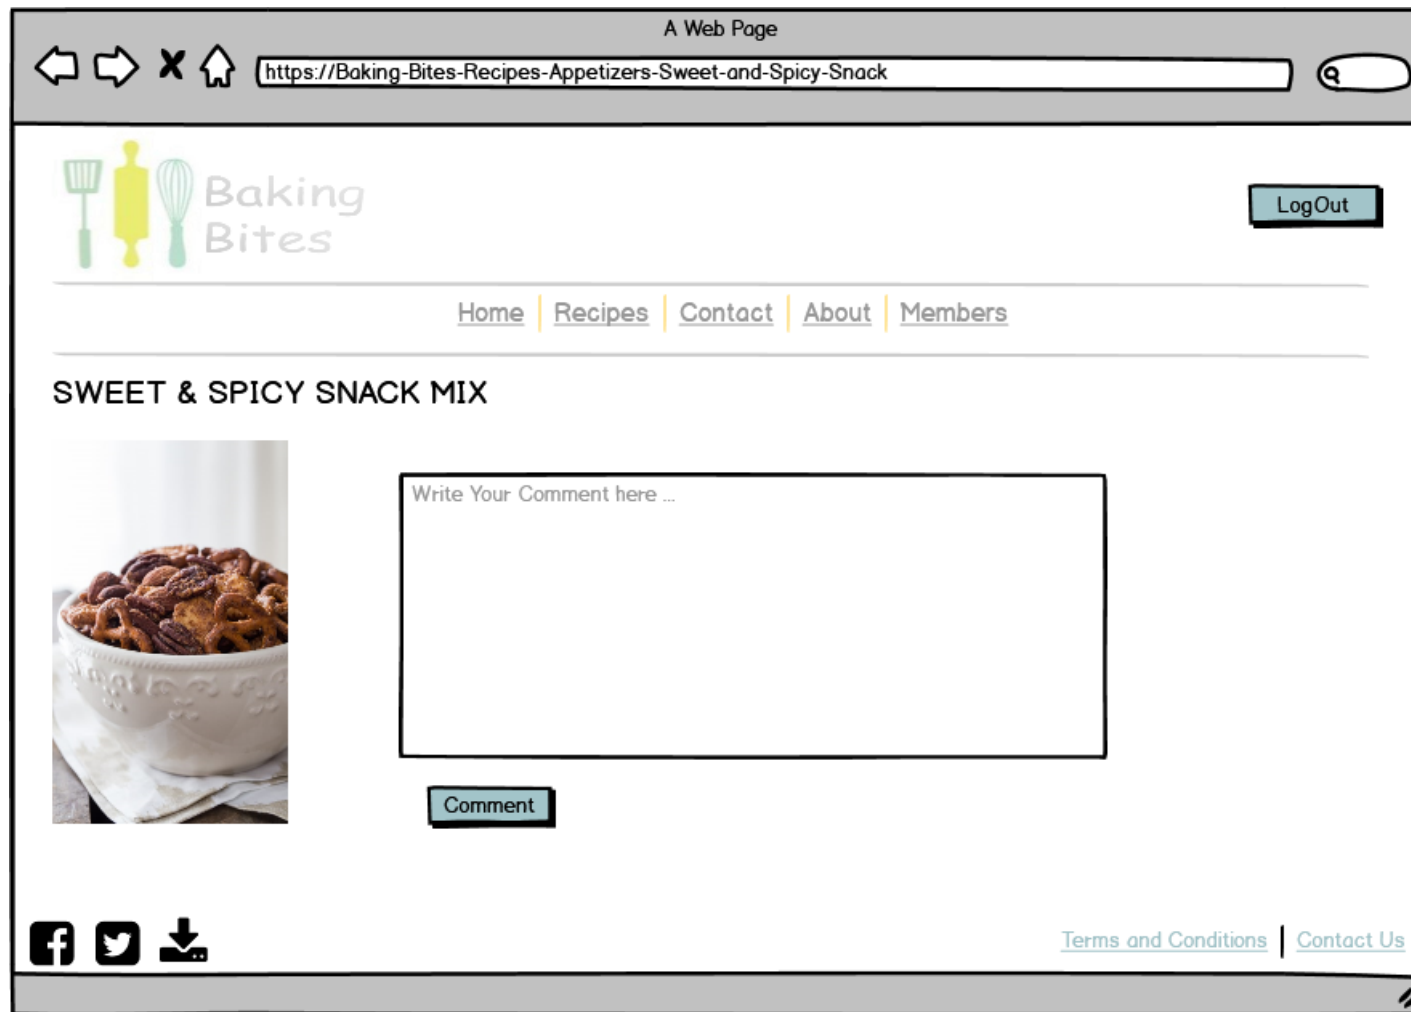 A Web Page
https://Baking-Bites-Recipes-Appetizers-Sweet-and-Spicy-Snack
Baking
Bites
LogOut
Home Recipes Contact About Members
SWEET & SPICY SNACK MIX
Write Your Comment here ...
Comment
Terms and Conditions Contact Us